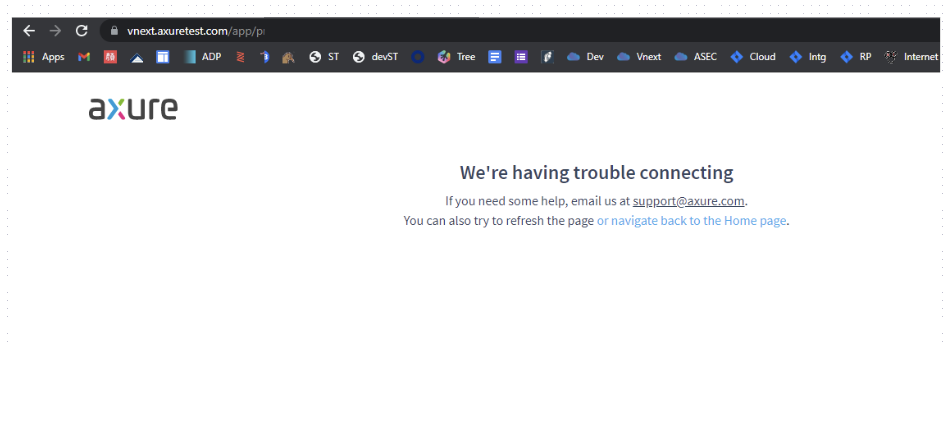 vnext.axuretest.com/app/p
Apps ADP ST devST Tree Dev Vnext ASEC Cloud Intg RP Internet
axure
We're having trouble connecting
If you need some help, email us at support@axure.com.
You can also try to refresh the page or navigate back to the Home page.